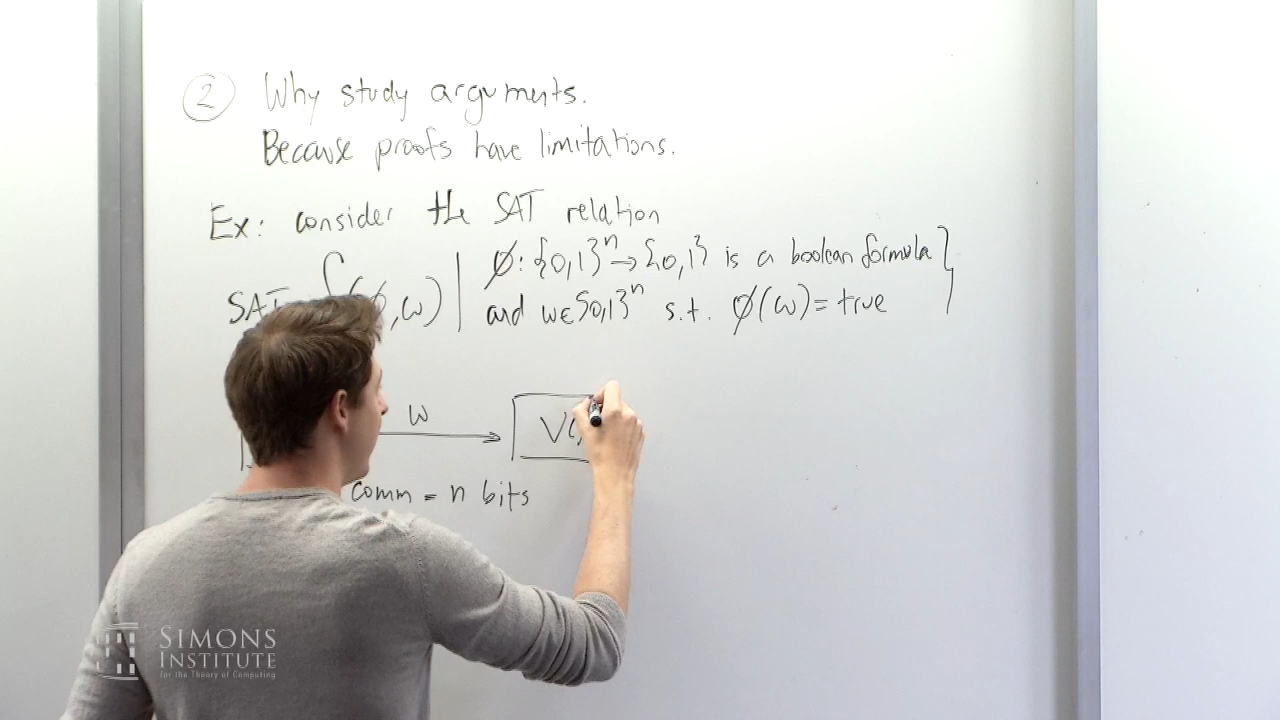 ② Why study arguments.
Because proofs have limitations.
Ex: consider the SAT relation
SAT (ϕ,w) | ϕ: {0,1}ⁿ → {0,1} is a boolean formula }
and w∈{0,1}ⁿ s.t. ϕ(w) = true
w
V(
comm = n bits
SIMONS
INSTITUTE
for the Theory of Computing